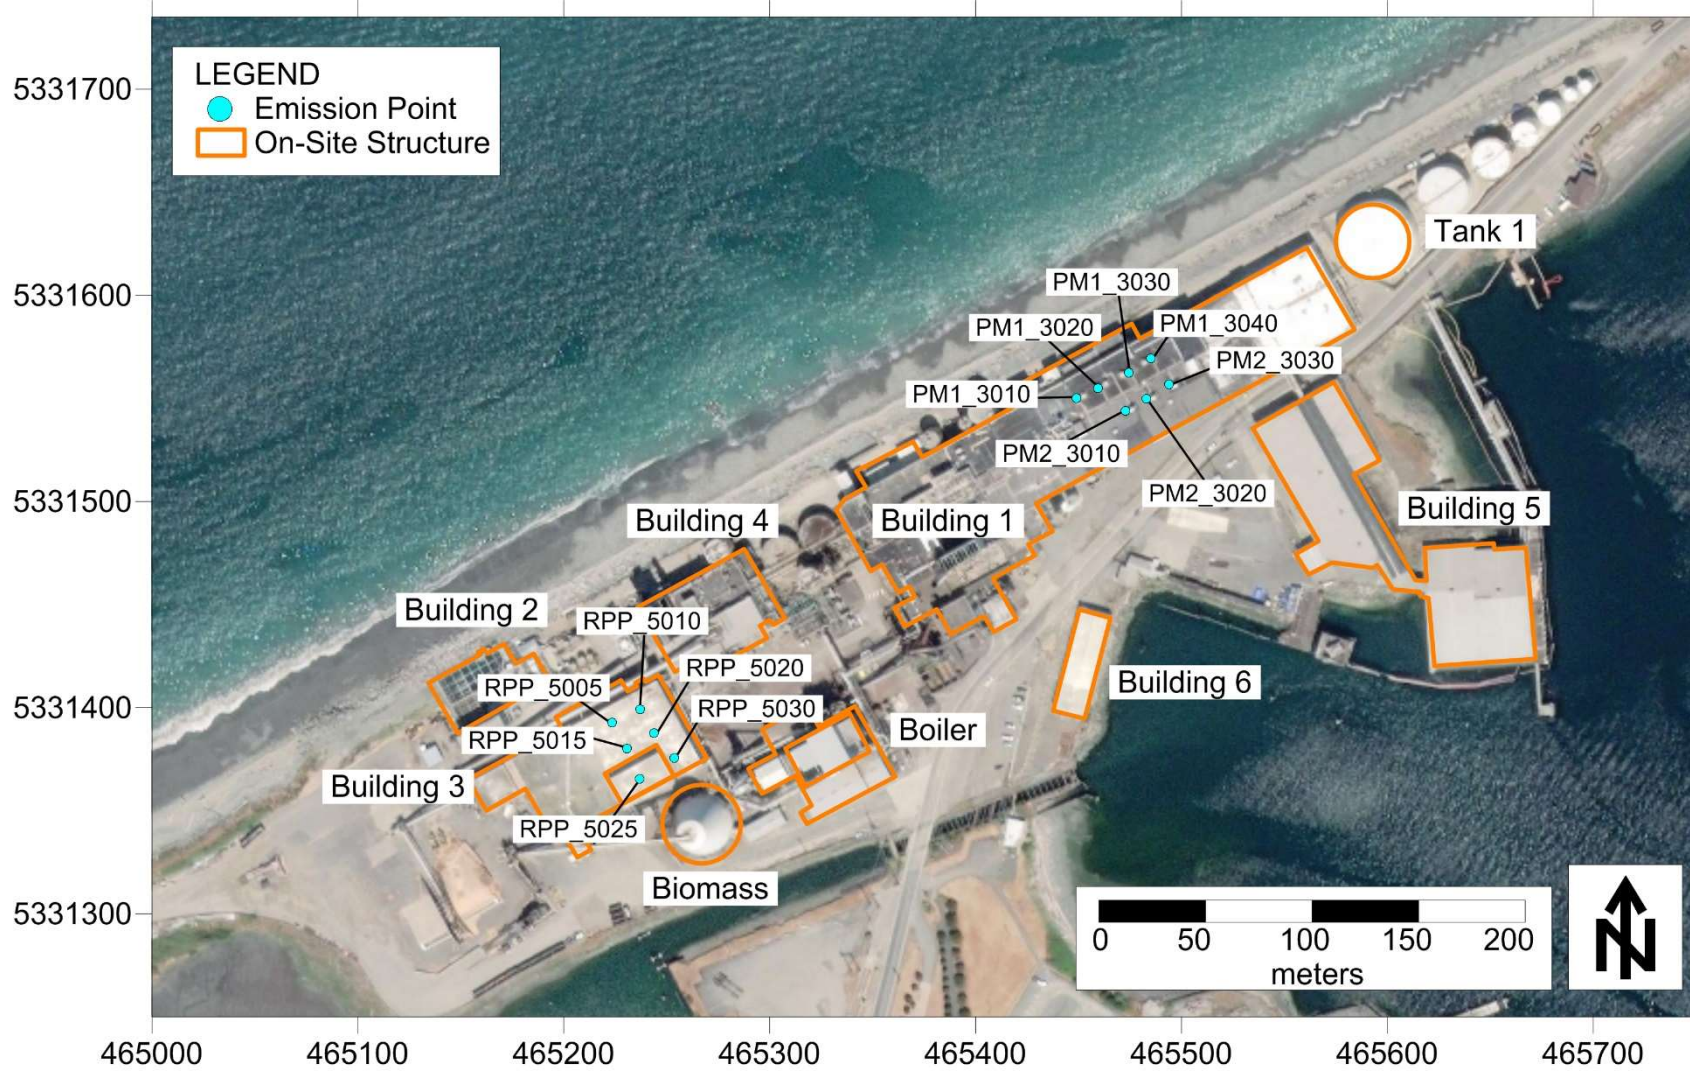 LEGEND
Emission Point
On-Site Structure
5331700
5331600
5331500
5331400
5331300
Tank 1
PM1_3030
PM1_3020
PM1_3040
PM2_3030
PM1_3010
PM2_3010
PM2_3020
Building 4
Building 1
Building 5
Building 2
RPP_5010
RPP_5005
RPP_5020
Building 6
RPP_5030
RPP_5015
Boiler
Building 3
RPP_5025
Biomass
0 50 100 150 200
meters
N
465000 465100 465200 465300 465400 465500 465600 465700